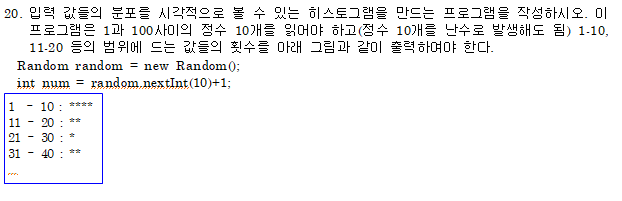 20. 입력 값들의 분포를 시각적으로 볼 수 있는 히스토그램을 만드는 프로그램을 작성하시오. 이
프로그램은 1과 100사이의 정수 10개를 읽어야 하고(정수 10개를 난수로 발생해도 됨) 1-10,
11-20 등의 범위에 드는 값들의 횟수를 아래 그림과 같이 출력하여야 한다.
Random random = new Random();
int num = random.nextInt(10)+1;
1 - 10 : ****
11 - 20 : **
21 - 30 : *
31 - 40 : **
...